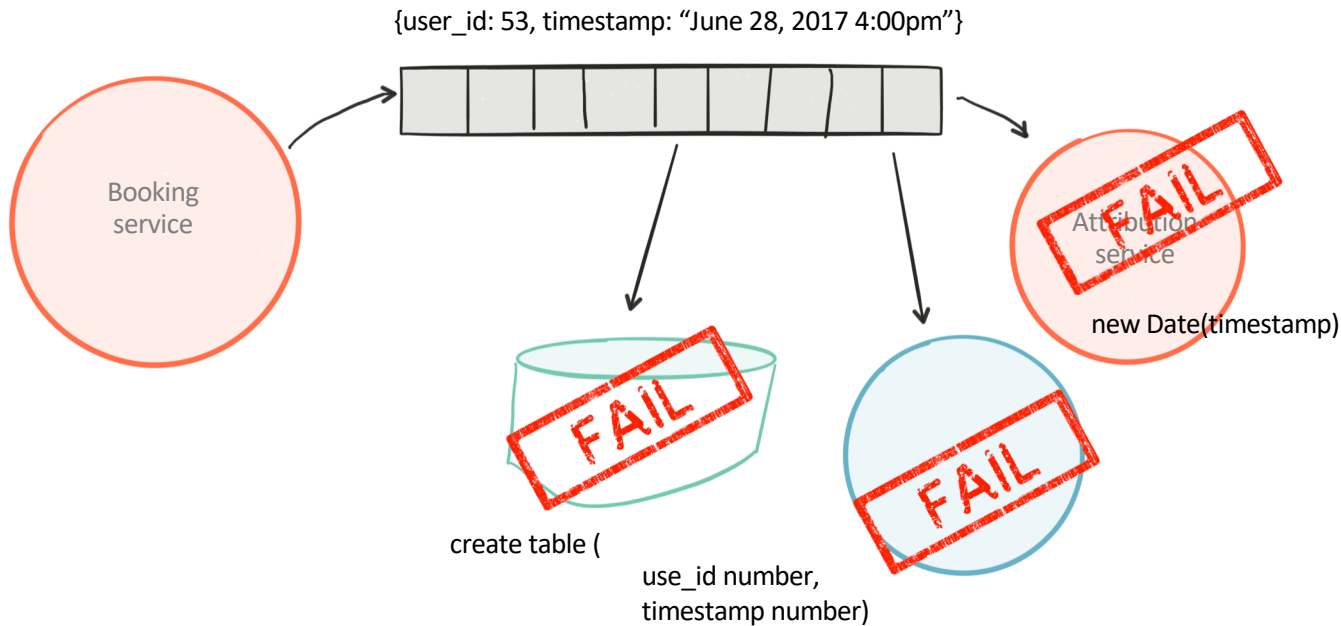 {user_id: 53, timestamp: “June 28, 2017 4:00pm”}
Booking
service
FAIL
Attribution
service
new Date(timestamp)
FAIL
FAIL
create table (
use_id number,
timestamp number)